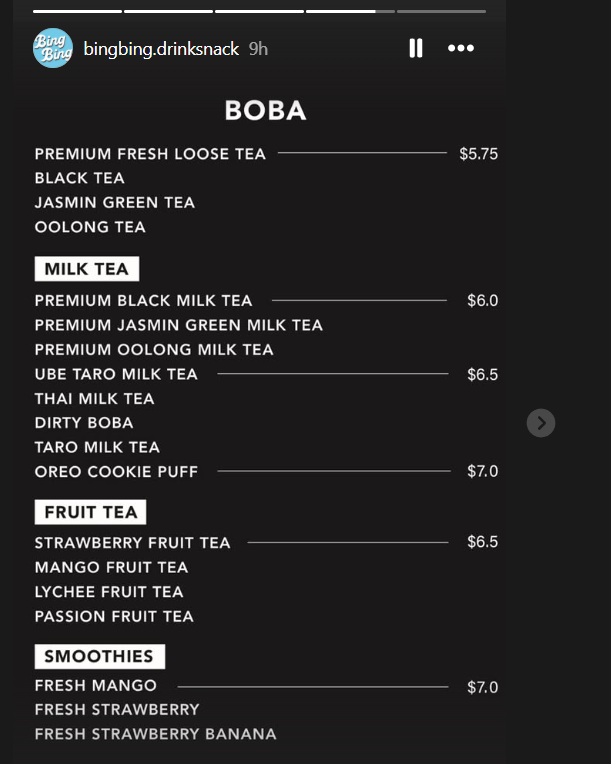 Bing
Bing
bingbing.drinksnack 9h
BOBA
PREMIUM FRESH LOOSE TEA $5.75
BLACK TEA
JASMIN GREEN TEA
OOLONG TEA
MILK TEA
PREMIUM BLACK MILK TEA $6.0
PREMIUM JASMIN GREEN MILK TEA
PREMIUM OOLONG MILK TEA
UBE TARO MILK TEA $6.5
THAI MILK TEA
DIRTY BOBA
TARO MILK TEA
OREO COOKIE PUFF $7.0
FRUIT TEA
STRAWBERRY FRUIT TEA $6.5
MANGO FRUIT TEA
LYCHEE FRUIT TEA
PASSION FRUIT TEA
SMOOTHIES
FRESH MANGO $7.0
FRESH STRAWBERRY
FRESH STRAWBERRY BANANA